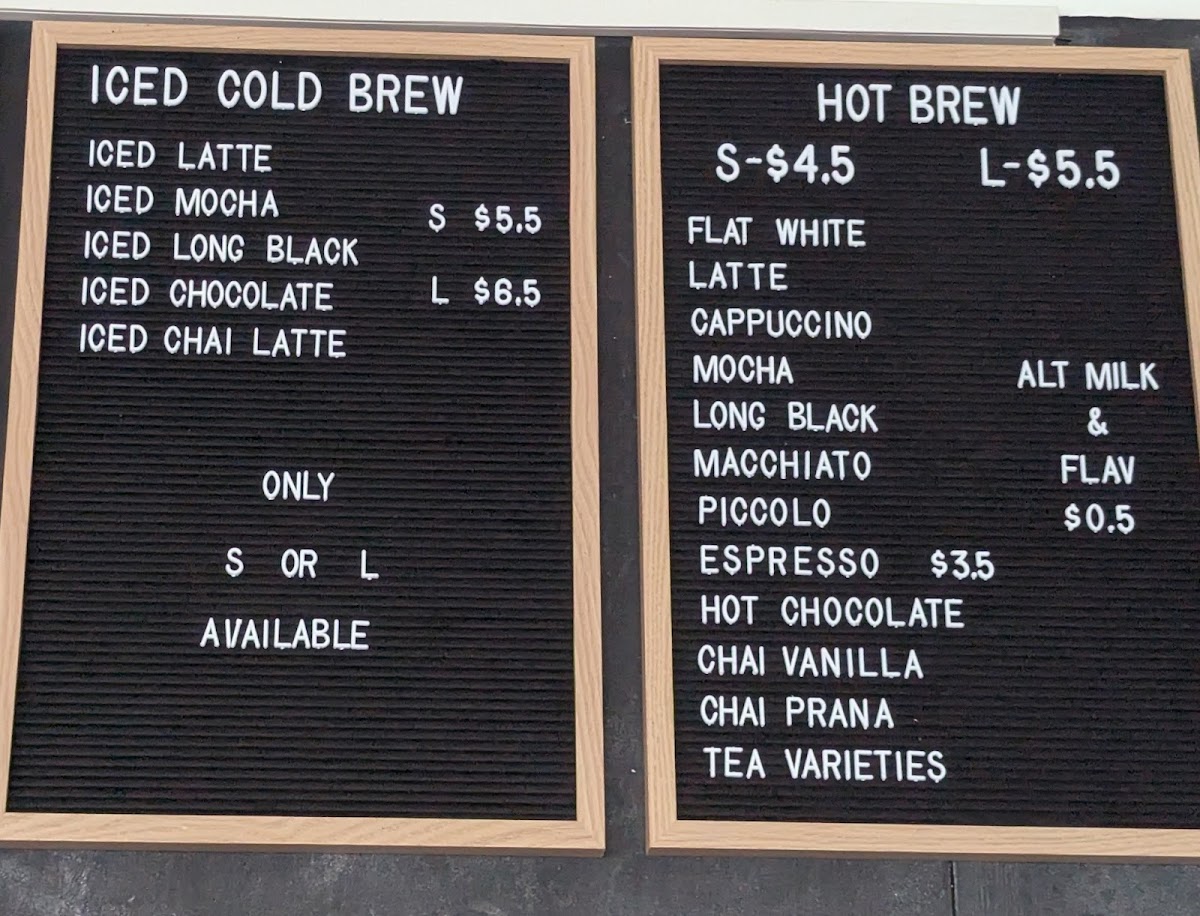 ICED COLD BREW
ICED LATTE
ICED MOCHA
ICED LONG BLACK
ICED CHOCOLATE
ICED CHAI LATTE
S $5.5
L $6.5
ONLY
S OR L
AVAILABLE
HOT BREW
S-$4.5 L-$5.5
FLAT WHITE
LATTE
CAPPUCCINO
MOCHA
LONG BLACK
MACCHIATO
PICCOLO
ESPRESSO $3.5
HOT CHOCOLATE
CHAI VANILLA
CHAI PRANA
TEA VARIETIES
ALT MILK
&
FLAV
$0.5